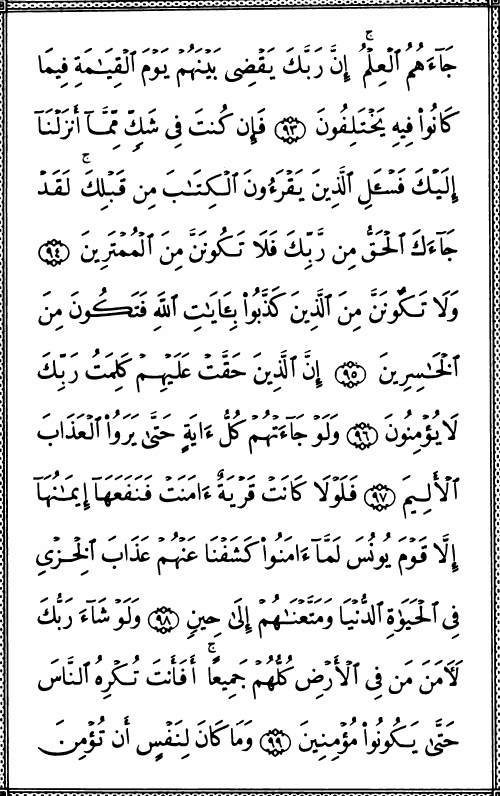 جَآءَهُمُ ٱلۡعِلۡمُۚ إِنَّ رَبَّكَ يَقۡضِى بَيۡنَهُمۡ يَوۡمَ ٱلۡقِيَٰمَةِ فِيمَا
كَانُواْ فِيهِ يَخۡتَلِفُونَ ٩٣ فَإِن كُنتَ فِى شَكّٖ مِّمَّآ أَنزَلۡنَآ
إِلَيۡكَ فَسۡـَٔلِ ٱلَّذِينَ يَقۡرَءُونَ ٱلۡكِتَٰبَ مِن قَبۡلِكَۚ لَقَدۡ
جَآءَكَ ٱلۡحَقُّ مِن رَّبِّكَ فَلَا تَكُونَنَّ مِنَ ٱلۡمُمۡتَرِينَ ٩٤
وَلَا تَكُونَنَّ مِنَ ٱلَّذِينَ كَذَّبُواْ بِـَٔايَٰتِ ٱللَّهِ فَتَكُونَ مِنَ
ٱلۡخَٰسِرِينَ ٩٥ إِنَّ ٱلَّذِينَ حَقَّتۡ عَلَيۡهِمۡ كَلِمَتُ رَبِّكَ
لَا يُؤۡمِنُونَ ٩٦ وَلَوۡ جَآءَتۡهُمۡ كُلُّ ءَايَةٍ حَتَّىٰ يَرَوُاْ ٱلۡعَذَابَ
ٱلۡأَلِيمَ ٩٧ فَلَوۡلَا كَانَتۡ قَرۡيَةٌ ءَامَنَتۡ فَنَفَعَهَآ إِيمَٰنُهَآ
إِلَّا قَوۡمَ يُونُسَ لَمَّآ ءَامَنُواْ كَشَفۡنَا عَنۡهُمۡ عَذَابَ ٱلۡخِزۡىِ
فِى ٱلۡحَيَوٰةِ ٱلدُّنۡيَا وَمَتَّعۡنَٰهُمۡ إِلَىٰ حِينٖ ٩٨ وَلَوۡ شَآءَ رَبُّكَ
لَأٓمَنَ مَن فِى ٱلۡأَرۡضِ كُلُّهُمۡ جَمِيعًاۚ أَفَأَنتَ تُكۡرِهُ ٱلنَّاسَ
حَتَّىٰ يَكُونُواْ مُؤۡمِنِينَ ٩٩ وَمَا كَانَ لِنَفۡسٍ أَن تُؤۡمِنَ